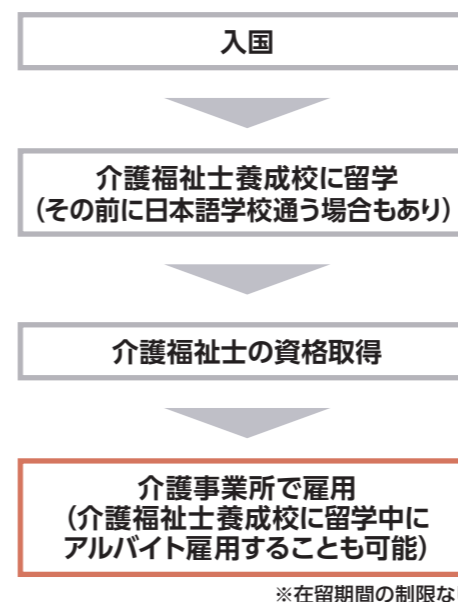 入国
介護福祉士養成校に留学
(その前に日本語学校通う場合もあり)
介護福祉士の資格取得
介護事業所で雇用
(介護福祉士養成校に留学中に
アルバイト雇用することも可能)
※在留期間の制限な